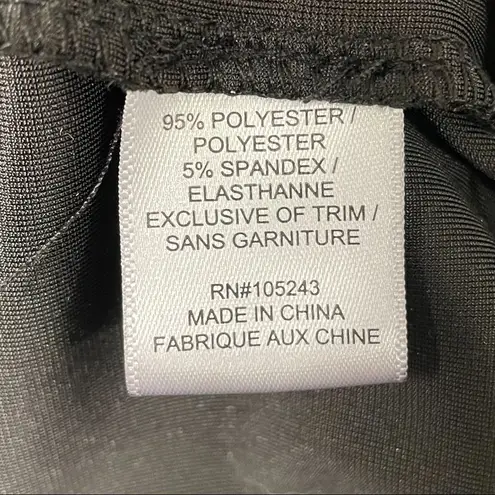 95% POLYESTER /
POLYESTER
5% SPANDEX /
ELASTHANNE
EXCLUSIVE OF TRIM /
SANS GARNITURE
RN#105243
MADE IN CHINA
FABRIQUE AUX CHINE